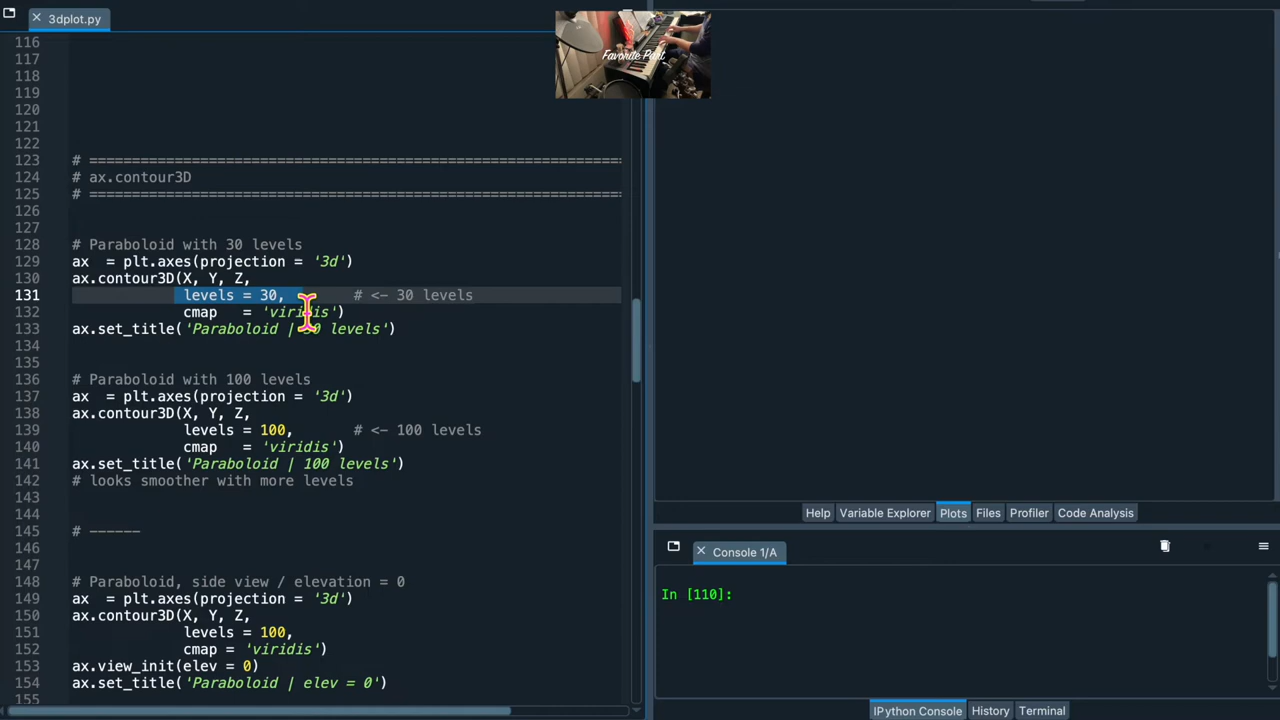 3dplot.py
116
117
118
119
120
121
122
123 # ==============================================================
124 # ax.contour3D
125 # ==============================================================
126
127
128 # Paraboloid with 30 levels
129 ax  = plt.axes(projection = '3d')
130 ax.contour3D(X, Y, Z,
131              levels = 30,        # <- 30 levels
132              cmap   = 'viridis')
133 ax.set_title('Paraboloid | 30 levels')
134
135
136 # Paraboloid with 100 levels
137 ax  = plt.axes(projection = '3d')
138 ax.contour3D(X, Y, Z,
139              levels = 100,       # <- 100 levels
140              cmap   = 'viridis')
141 ax.set_title('Paraboloid | 100 levels')
142 # looks smoother with more levels
143
144
145 # ------
146
147
148 # Paraboloid, side view / elevation = 0
149 ax  = plt.axes(projection = '3d')
150 ax.contour3D(X, Y, Z,
151              levels = 100,
152              cmap = 'viridis')
153 ax.view_init(elev = 0)
154 ax.set_title('Paraboloid | elev = 0')
155
Favorite Part
Help Variable Explorer Plots Files Profiler Code Analysis
Console 1/A
In [110]:
IPython Console History Terminal